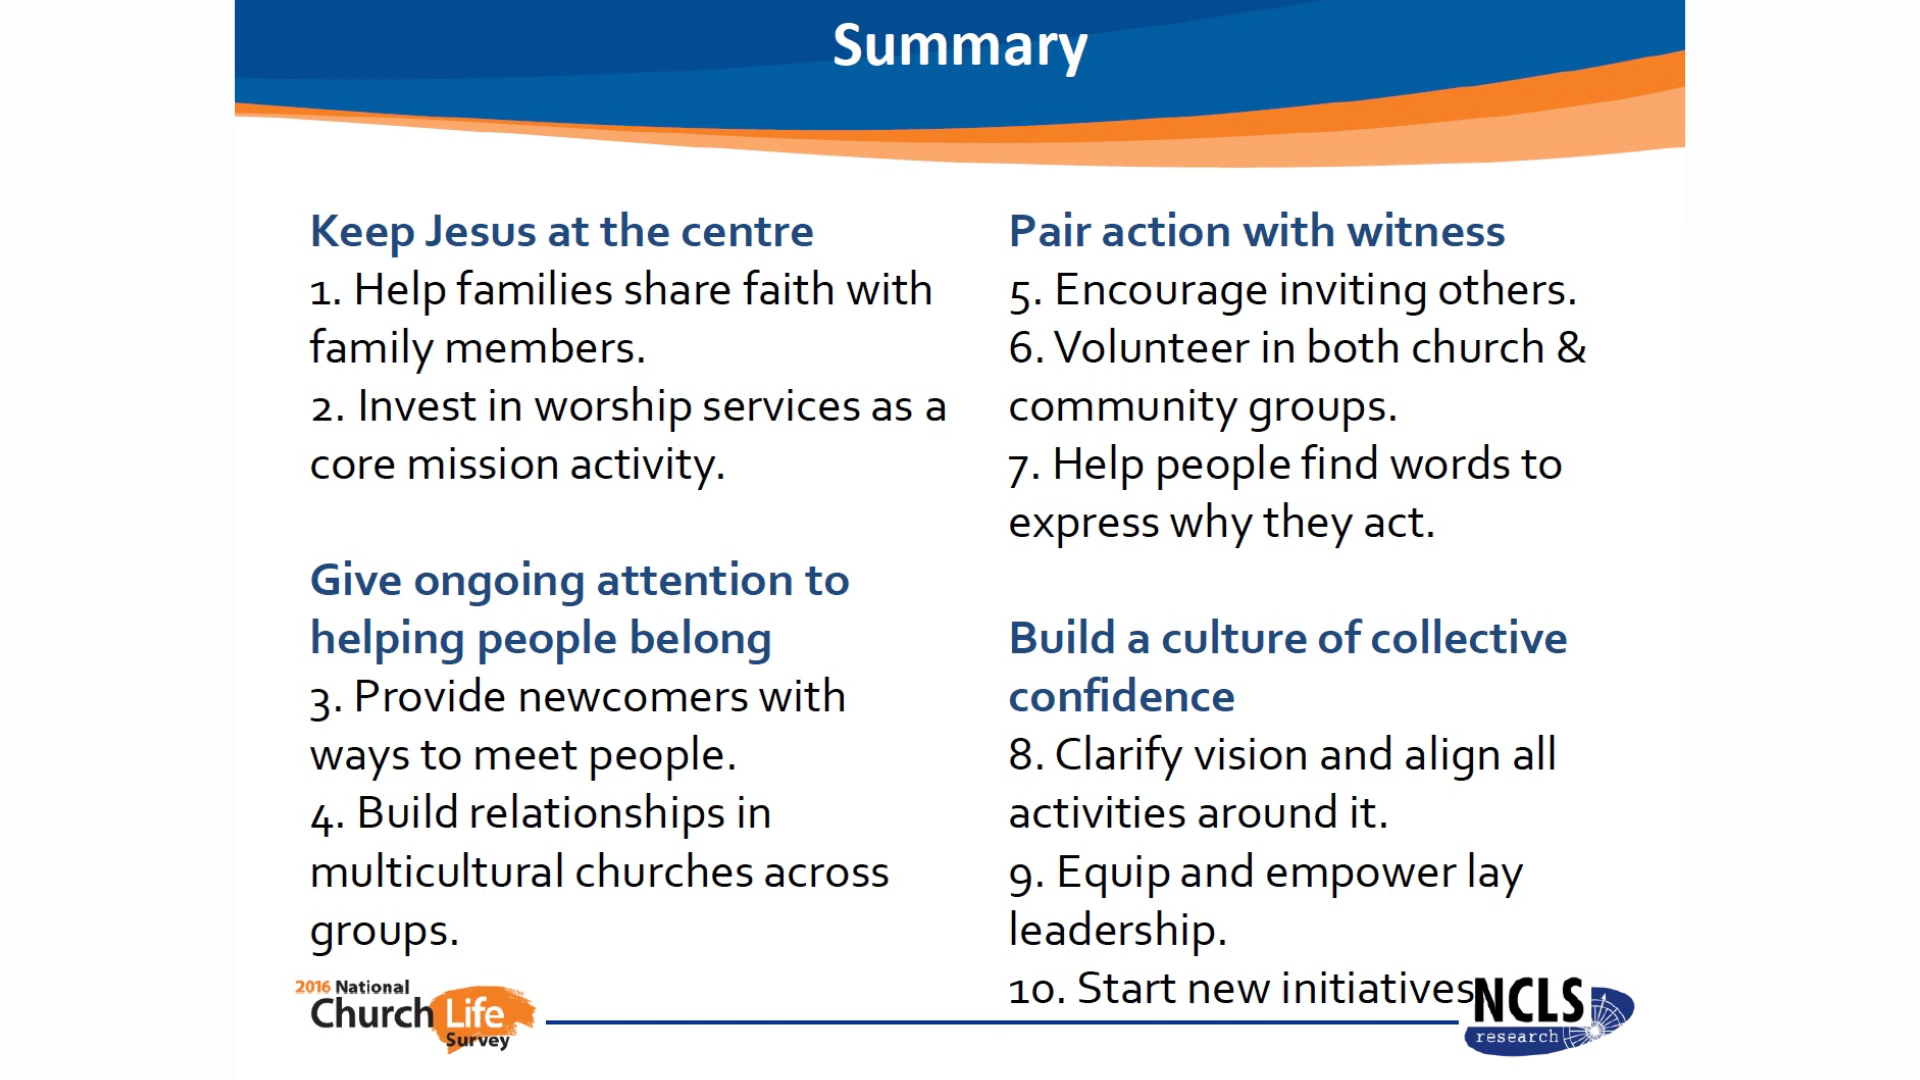 Summary
Keep Jesus at the centre
1. Help families share faith with
family members.
2. Invest in worship services as a
core mission activity.
Give ongoing attention to
helping people belong
3. Provide newcomers with
ways to meet people.
4. Build relationships in
multicultural churches across
groups.
Pair action with witness
5. Encourage inviting others.
6. Volunteer in both church &
community groups.
7. Help people find words to
express why they act.
Build a culture of collective
confidence
8. Clarify vision and align all
activities around it.
9. Equip and empower lay
leadership.
10. Start new initiatives
2016 National
Church Life
Survey
NCLS
research